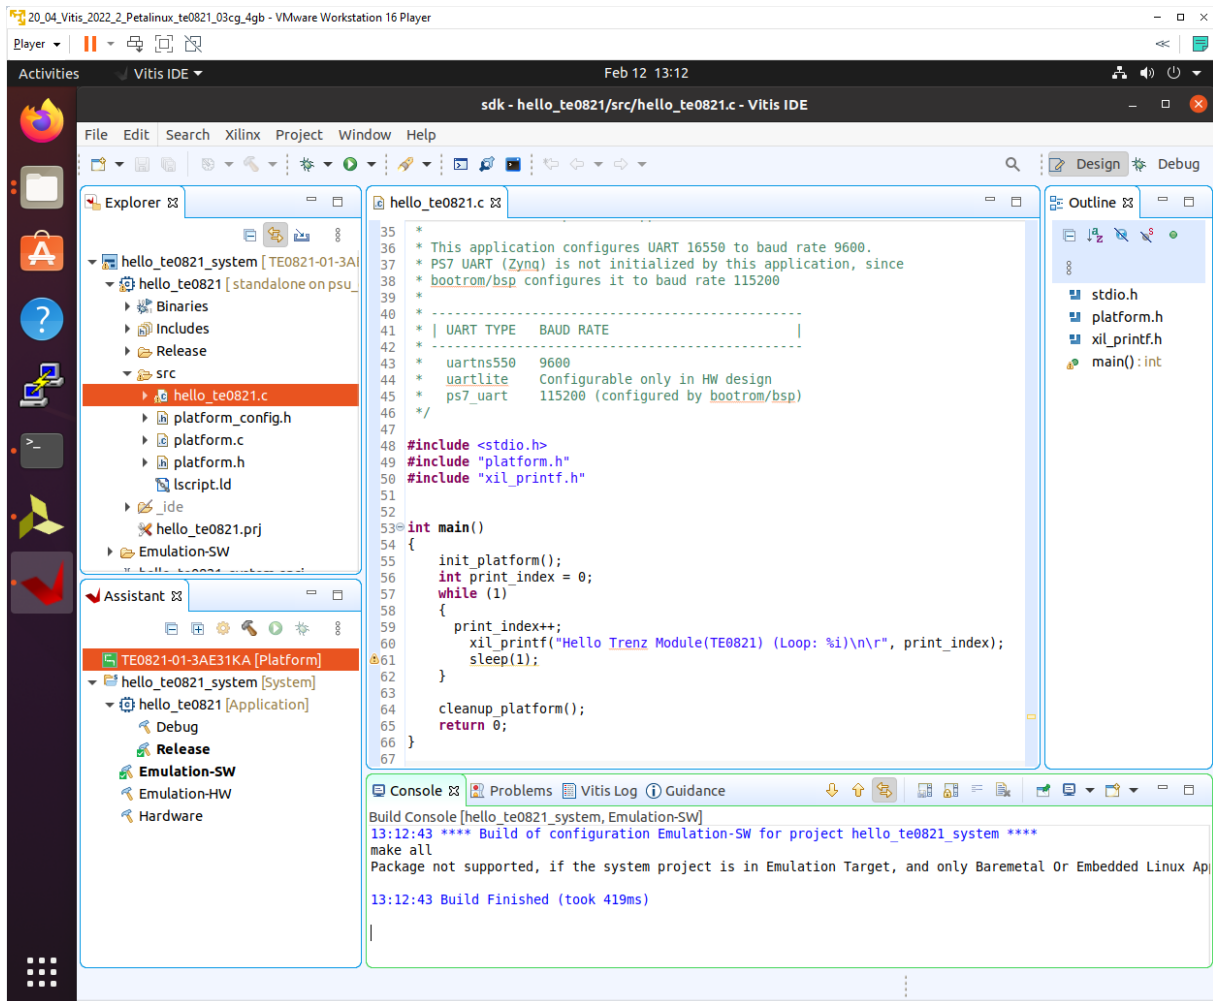 20_04_Vitis_2022_2_Petalinux_te0821_03cg_4gb - VMware Workstation 16 Player
Player
Activities
Vitis IDE
Feb 12 13:12
sdk - hello_te0821/src/hello_te0821.c - Vitis IDE
File Edit Search Xilinx Project Window Help
Design
Debug
Explorer
hello_te0821_system [ TE0821-01-3AI
hello_te0821 [ standalone on psu_
Binaries
Includes
Release
src
hello_te0821.c
platform_config.h
platform.c
platform.h
lscript.ld
_ide
hello_te0821.prj
Emulation-SW
Assistant
TE0821-01-3AE31KA [Platform]
hello_te0821_system [System]
hello_te0821 [Application]
Debug
Release
Emulation-SW
Emulation-HW
Hardware
hello_te0821.c
35 *
36 * This application configures UART 16550 to baud rate 9600.
37 * PS7 UART (Zynq) is not initialized by this application, since
38 * bootrom/bsp configures it to baud rate 115200
39 *
40 * ------------------------------------------------
41 * | UART TYPE   BAUD RATE                        |
42 * ------------------------------------------------
43 *   uartns550   9600
44 *   uartlite    Configurable only in HW design
45 *   ps7_uart    115200 (configured by bootrom/bsp)
46 */
47
48 #include <stdio.h>
49 #include "platform.h"
50 #include "xil_printf.h"
51
52
53 int main()
54 {
55     init_platform();
56     int print_index = 0;
57     while (1)
58     {
59       print_index++;
60         xil_printf("Hello Trenz Module(TE0821) (Loop: %i)\n\r", print_index);
61         sleep(1);
62     }
63
64     cleanup_platform();
65     return 0;
66 }
67
Outline
stdio.h
platform.h
xil_printf.h
main() : int
Console Problems Vitis Log Guidance
Build Console [hello_te0821_system, Emulation-SW]
13:12:43 **** Build of configuration Emulation-SW for project hello_te0821_system ****
make all
Package not supported, if the system project is in Emulation Target, and only Baremetal Or Embedded Linux Ap
13:12:43 Build Finished (took 419ms)